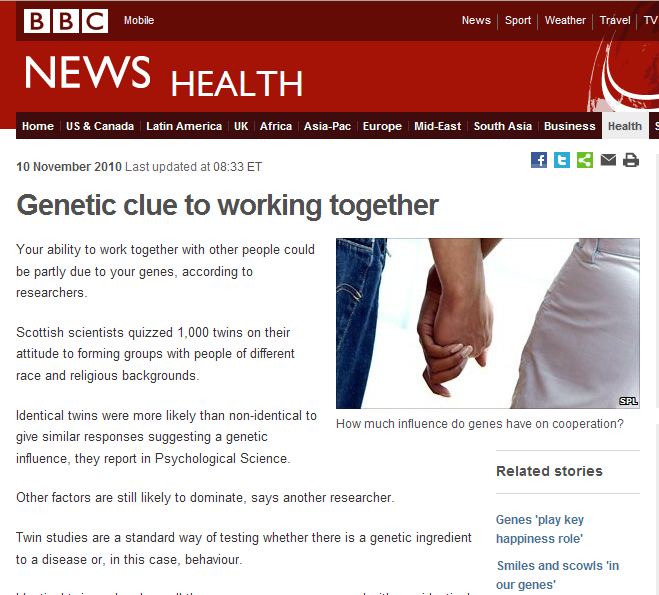 BBC Mobile News Sport Weather Travel TV
NEWS HEALTH
Home US & Canada Latin America UK Africa Asia-Pac Europe Mid-East South Asia Business Health
10 November 2010 Last updated at 08:33 ET
Genetic clue to working together
Your ability to work together with other people could
be partly due to your genes, according to
researchers.
Scottish scientists quizzed 1,000 twins on their
attitude to forming groups with people of different
race and religious backgrounds.
Identical twins were more likely than non-identical to
give similar responses suggesting a genetic
influence, they report in Psychological Science.
Other factors are still likely to dominate, says another researcher.
Twin studies are a standard way of testing whether there is a genetic ingredient
to a disease or, in this case, behaviour.
SPL
How much influence do genes have on cooperation?
Related stories
Genes 'play key
happiness role'
Smiles and scowls 'in
our genes'